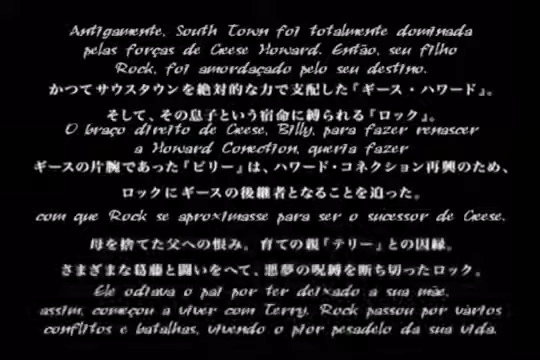 Antigamente, South Town foi totalmente dominada
pelas forças de Geese Howard. Então, seu filho
Rock, foi amordaçado pelo seu destino.
かつてサウスタウンを絶対的な力で支配した『ギース・ハワード』。
そして、その息子という宿命に縛られる『ロック』。
O braço direito de Geese, Billy, para fazer renascer
a Howard Conection, queria fazer
ギースの片腕であった『ビリー』は、ハワード・コネクション再興のため、
ロックにギースの後継者となることを迫った。
com que Rock se aproximasse para ser o sucessor de Geese.
母を捨てた父への恨み。育ての親『テリー』との因縁。
さまざまな葛藤と闘いをへて、悪夢の呪縛を断ち切ったロック。
Ele odiava o pai por ter deixado a sua mãe,
assim, começou a viver com Terry. Rock passou por vários
conflitos e batalhas, vivendo o pior pesadelo da sua vida.